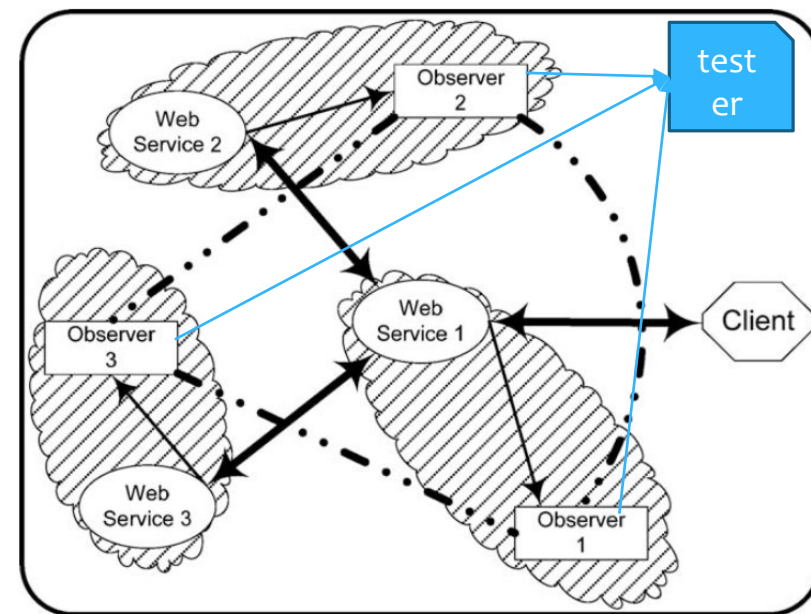 test
er
Observer
2
Web
Service 2
Web
Service 1
Client
Observer
3
Web
Service 3
Observer
1